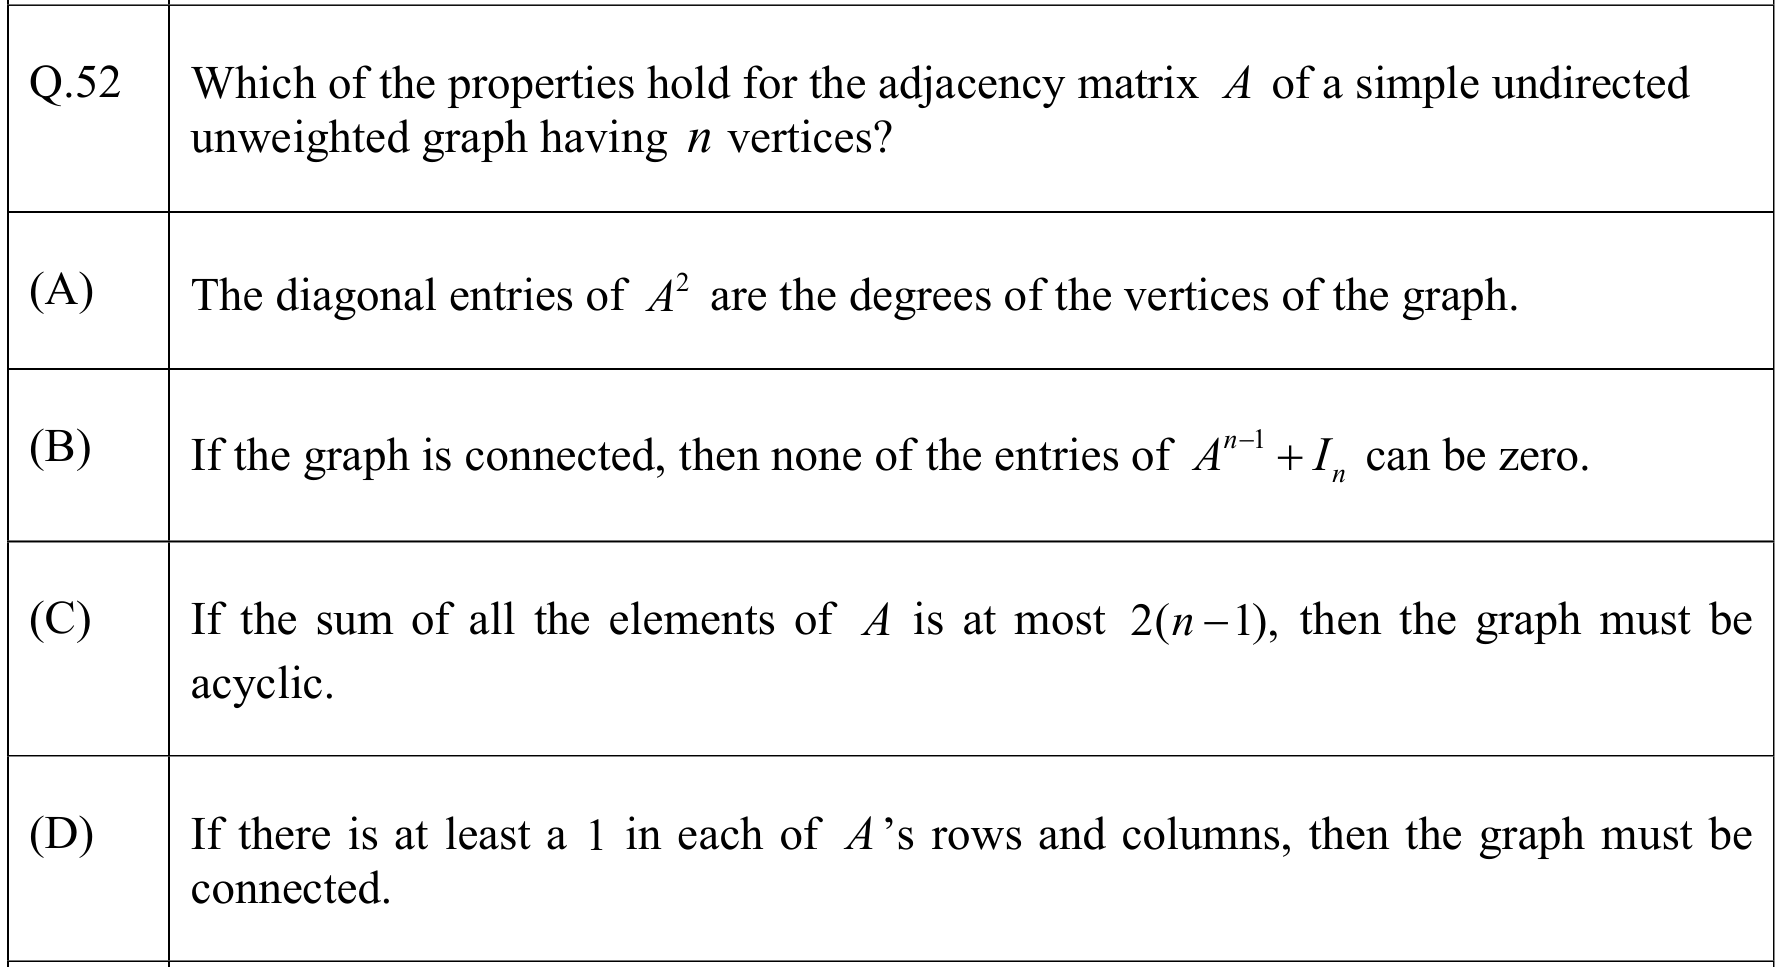 Q.52 Which of the properties hold for the adjacency matrix A of a simple undirected
unweighted graph having n vertices?
(A) The diagonal entries of A² are the degrees of the vertices of the graph.
(B) If the graph is connected, then none of the entries of Aⁿ⁻¹ + Iₙ can be zero.
(C) If the sum of all the elements of A is at most 2(n−1), then the graph must be
acyclic.
(D) If there is at least a 1 in each of A’s rows and columns, then the graph must be
connected.